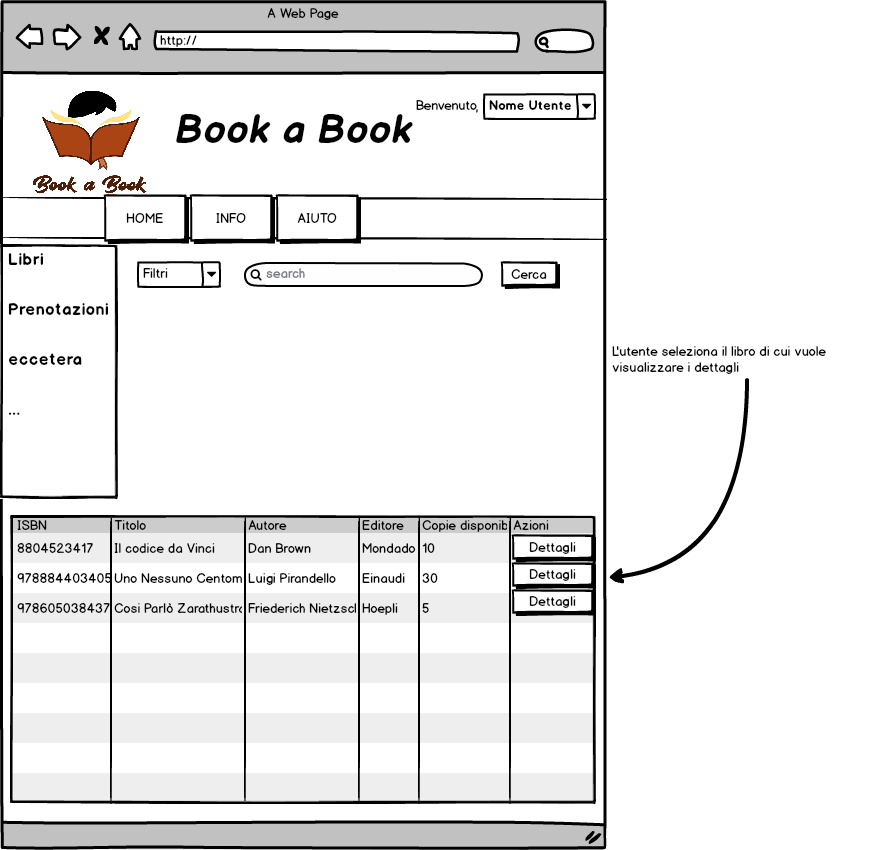 A Web Page
http://
Benvenuto,
Nome Utente
Book a Book
Book a Book
HOME
INFO
AIUTO
Libri
Prenotazioni
eccetera
...
Filtri
search
Cerca
L'utente seleziona il libro di cui vuole
visualizzare i dettagli
ISBN Titolo Autore Editore Copie disponib Azioni
8804523417 Il codice da Vinci Dan Brown Mondado 10 Dettagli
978884403405 Uno Nessuno Centom Luigi Pirandello Einaudi 30 Dettagli
978605038437 Cosi Parlò Zarathustra Friederich Nietzscl Hoepli 5 Dettagli